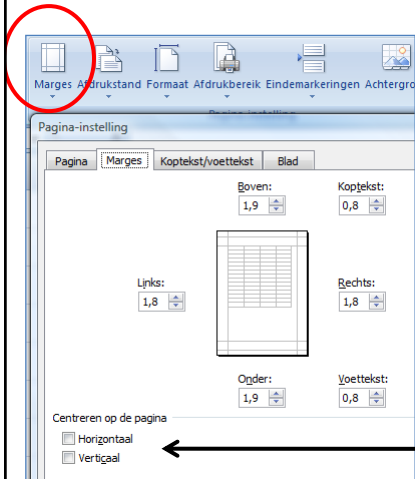 Marges Afdrukstand Formaat Afdrukbereik Eindemarkeringen Achtergro
Pagina-instelling
Pagina-instelling
Pagina Marges Koptekst/voettekst Blad
Boven: Koptekst:
1,9 0,8
Links: Rechts:
1,8 1,8
Onder: Voettekst:
1,9 0,8
Centreren op de pagina
Horizontaal
Verticaal